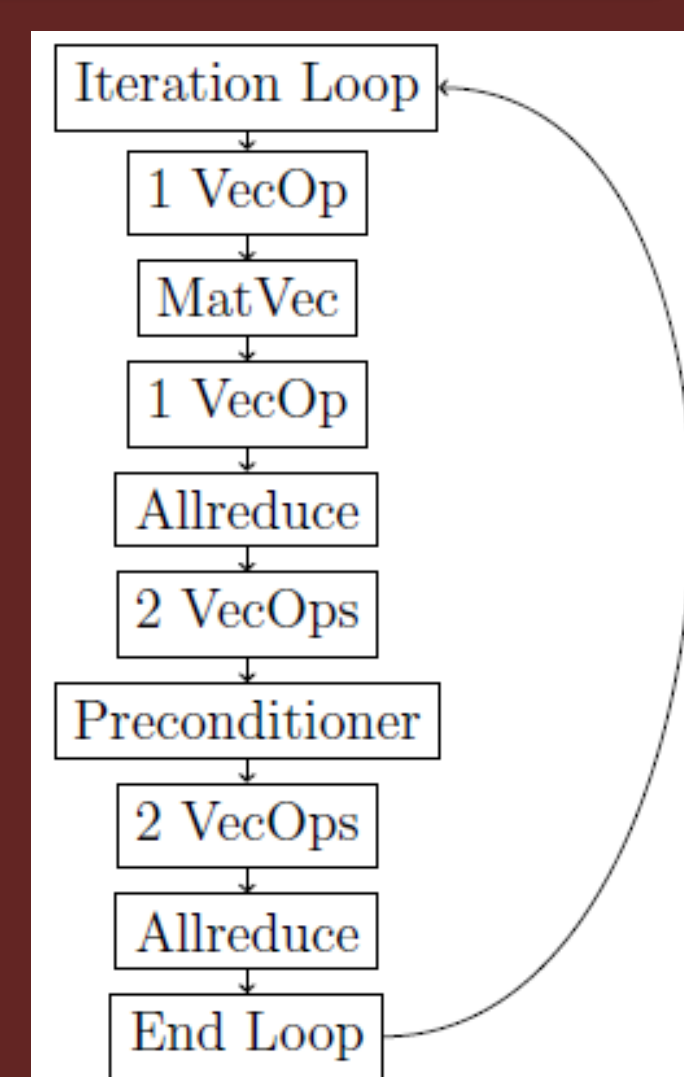 Iteration Loop
1 VecOp
MatVec
1 VecOp
Allreduce
2 VecOps
Preconditioner
2 VecOps
Allreduce
End Loop